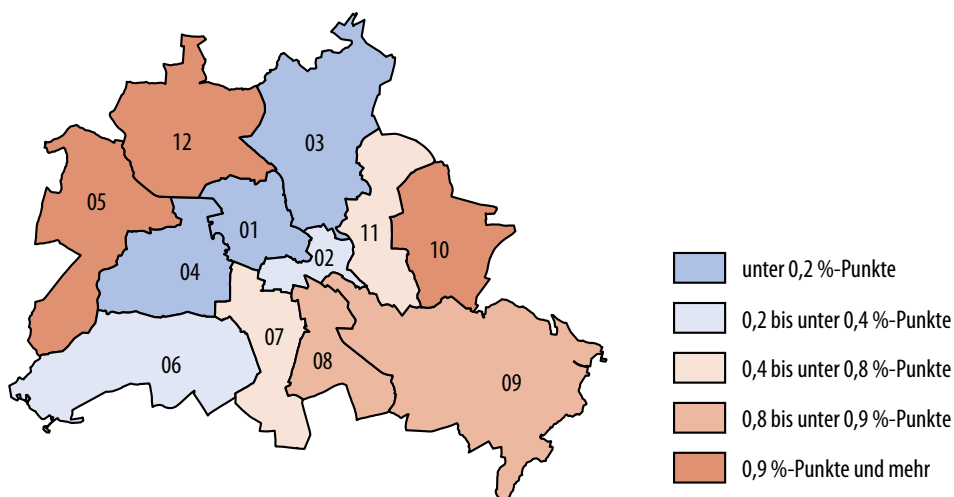 12
03
05
01
11
02
10
04
07
06
08
09
unter 0,2 %-Punkte
0,2 bis unter 0,4 %-Punkte
0,4 bis unter 0,8 %-Punkte
0,8 bis unter 0,9 %-Punkte
0,9 %-Punkte und mehr